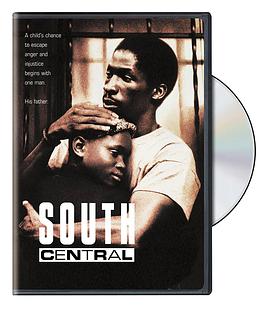 A child's chance
to escape
anger and
injustice
begins with
one man.
His father.
SOUTH
CENTRAL